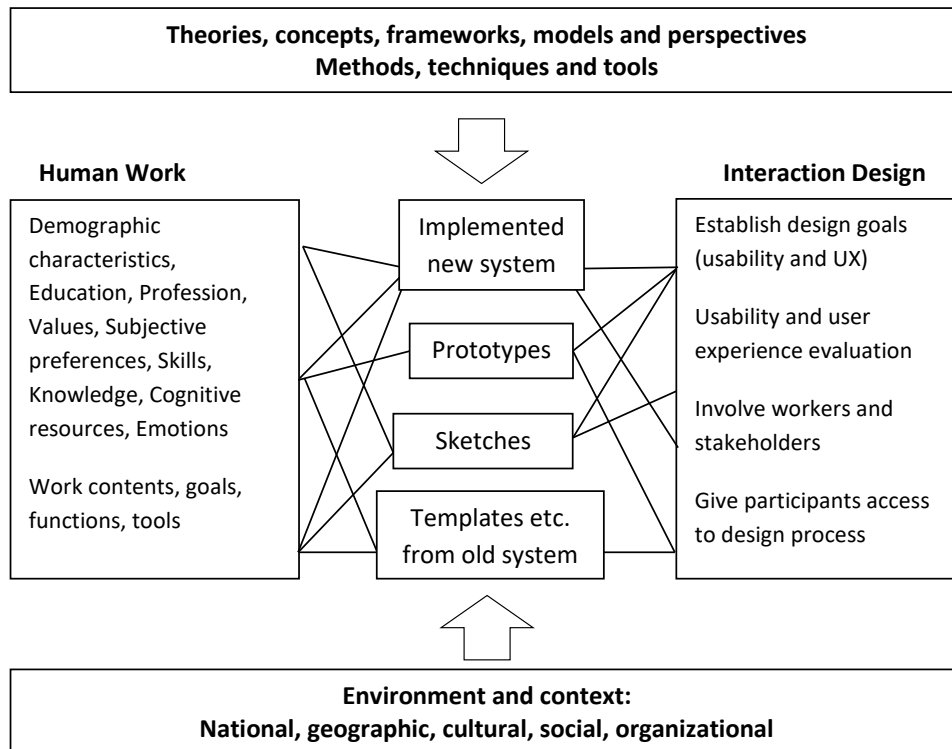 Theories, concepts, frameworks, models and perspectives
Methods, techniques and tools
Human Work
Demographic
characteristics,
Education, Profession,
Values, Subjective
preferences, Skills,
Knowledge, Cognitive
resources, Emotions
Work contents, goals,
functions, tools
Implemented
new system
Prototypes
Sketches
Templates etc.
from old system
Interaction Design
Establish design goals
(usability and UX)
Usability and user
experience evaluation
Involve workers and
stakeholders
Give participants access
to design process
Environment and context:
National, geographic, cultural, social, organizational